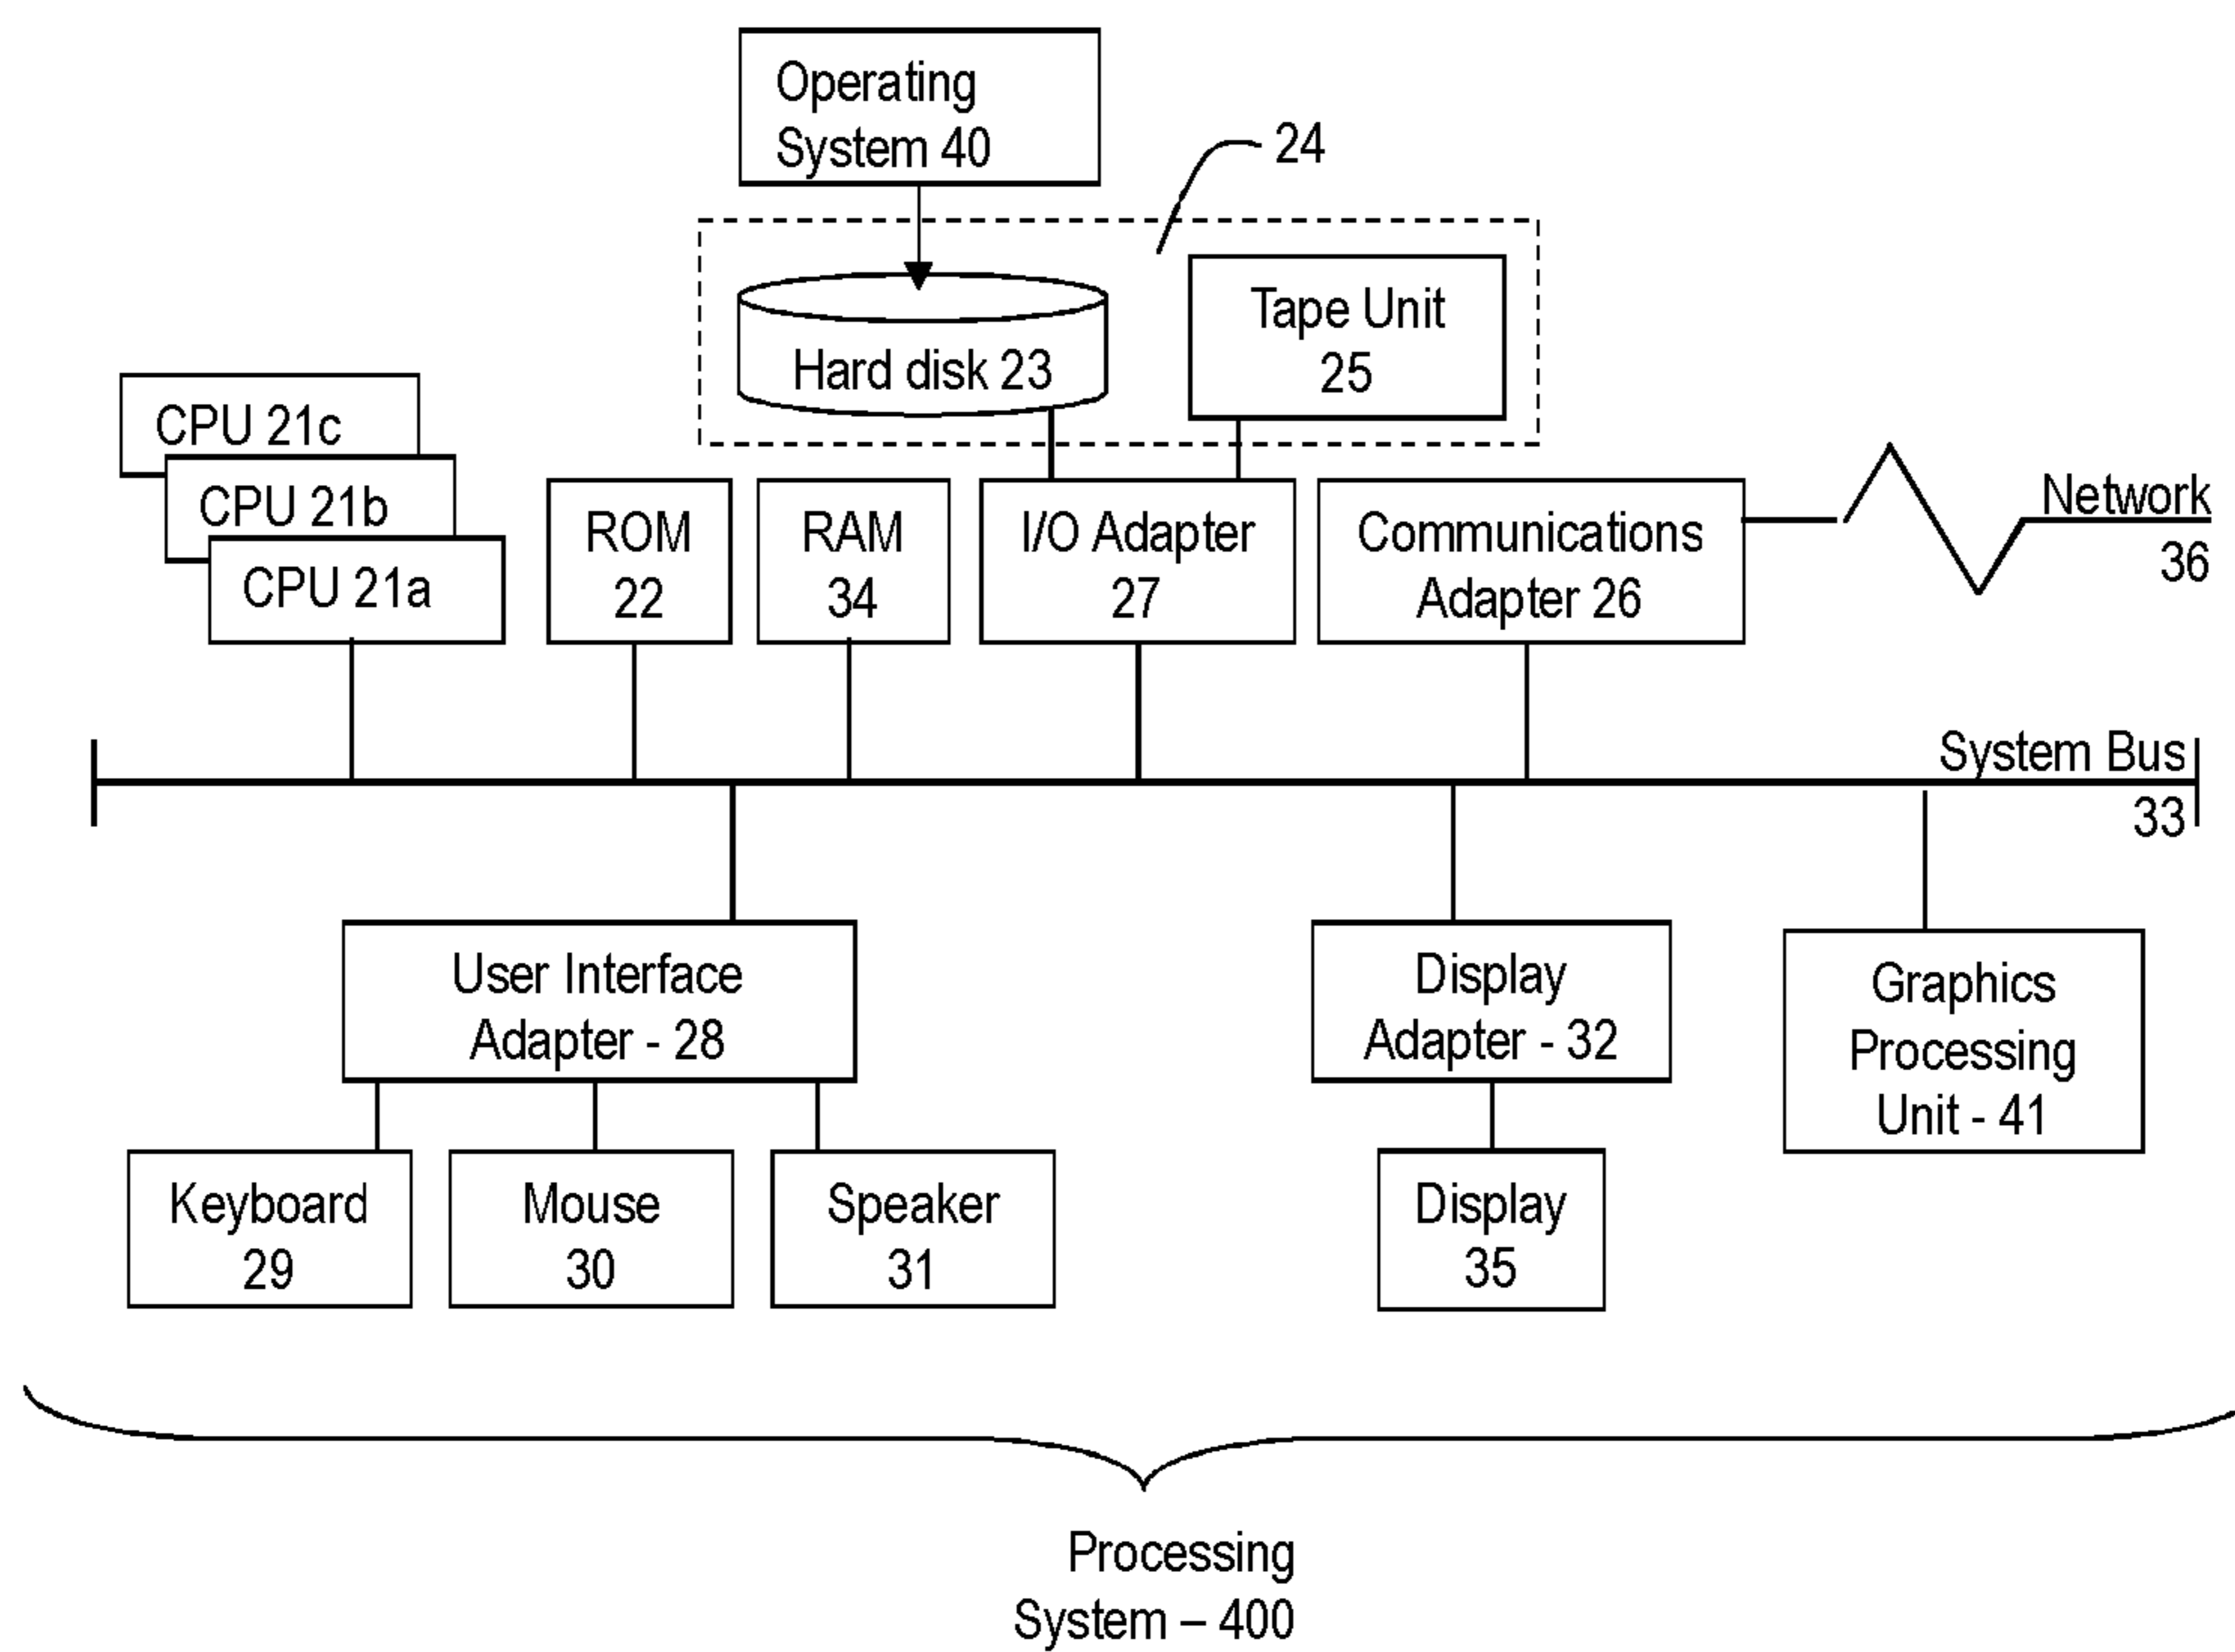 Operating
System 40
24
Tape Unit
25
Hard disk 23
CPU 21c
CPU 21b
CPU 21a
ROM
22
RAM
34
I/O Adapter
27
Communications
Adapter 26
Network
36
System Bus
33
User Interface
Adapter - 28
Display
Adapter - 32
Graphics
Processing
Unit - 41
Keyboard
29
Mouse
30
Speaker
31
Display
35
Processing
System – 400